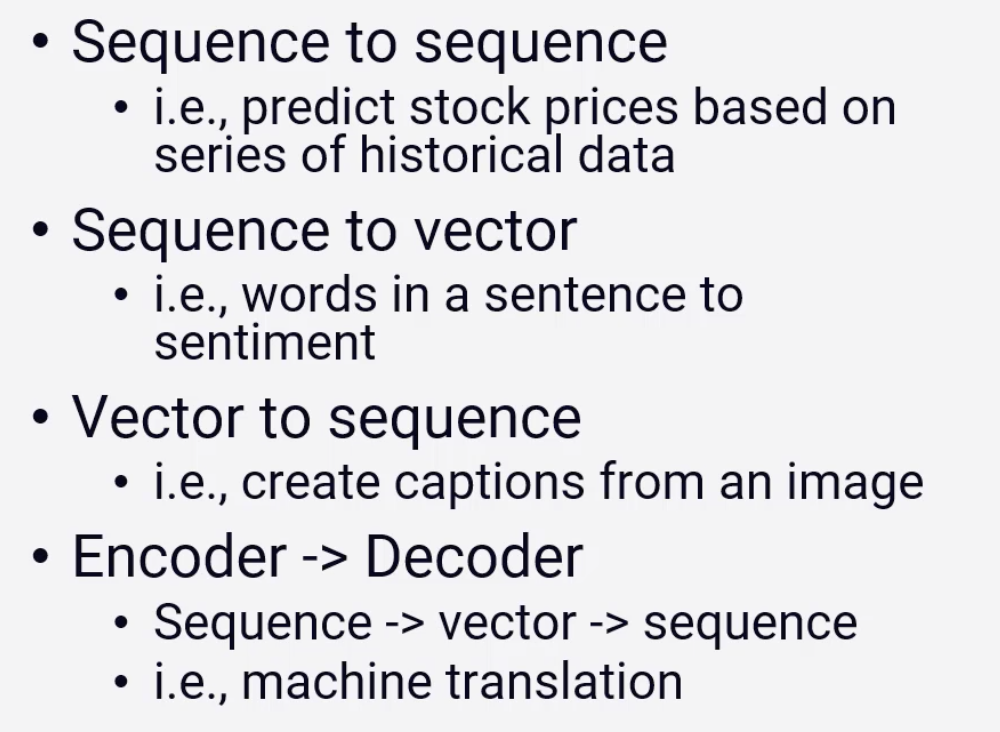 • Sequence to sequence
• i.e., predict stock prices based on
series of historical data
• Sequence to vector
• i.e., words in a sentence to
sentiment
• Vector to sequence
• i.e., create captions from an image
• Encoder -> Decoder
• Sequence -> vector -> sequence
• i.e., machine translation